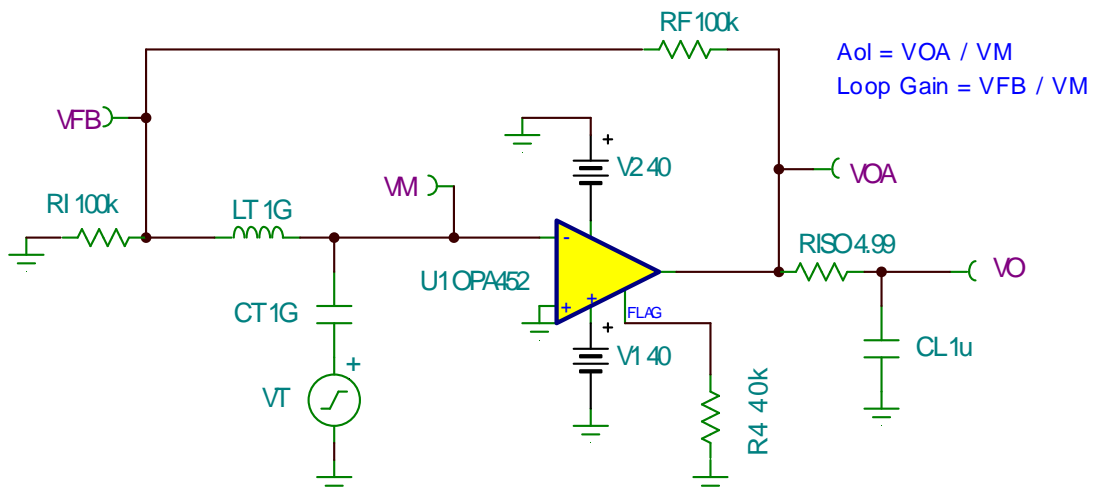 RF 100k
Aol = VOA / VM
Loop Gain = VFB / VM
VFB
+
V2 40
VM
VOA
RI 100k
LT 1G
-
RISO 4.99
VO
U1 OPA452
+
+
FLAG
CT 1G
+
V1 40
CL 1u
+
VT
R4 40k